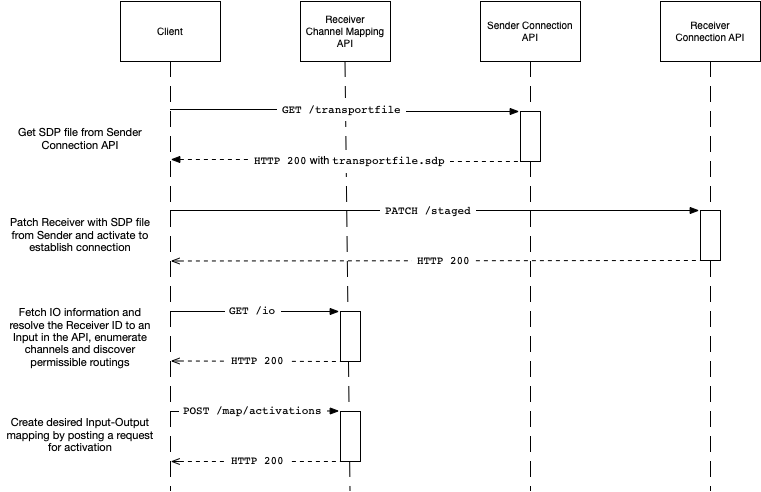 Client
Receiver
Channel Mapping
API
Sender Connection
API
Receiver
Connection API
GET /transportfile
Get SDP file from Sender
Connection API
HTTP 200 with transportfile.sdp
PATCH /staged
Patch Receiver with SDP file
from Sender and activate to
establish connection
HTTP 200
GET /io
Fetch IO information and
resolve the Receiver ID to an
Input in the API, enumerate
channels and discover
permissible routings
HTTP 200
POST /map/activations
Create desired Input-Output
mapping by posting a request
for activation
HTTP 200